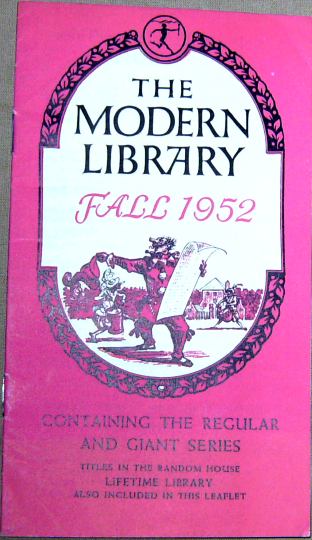 THE
MODERN
LIBRARY
FALL 1952
CONTAINING THE REGULAR
AND GIANT SERIES
TITLES IN THE RANDOM HOUSE
LIFETIME LIBRARY
ALSO INCLUDED IN THIS LEAFLET